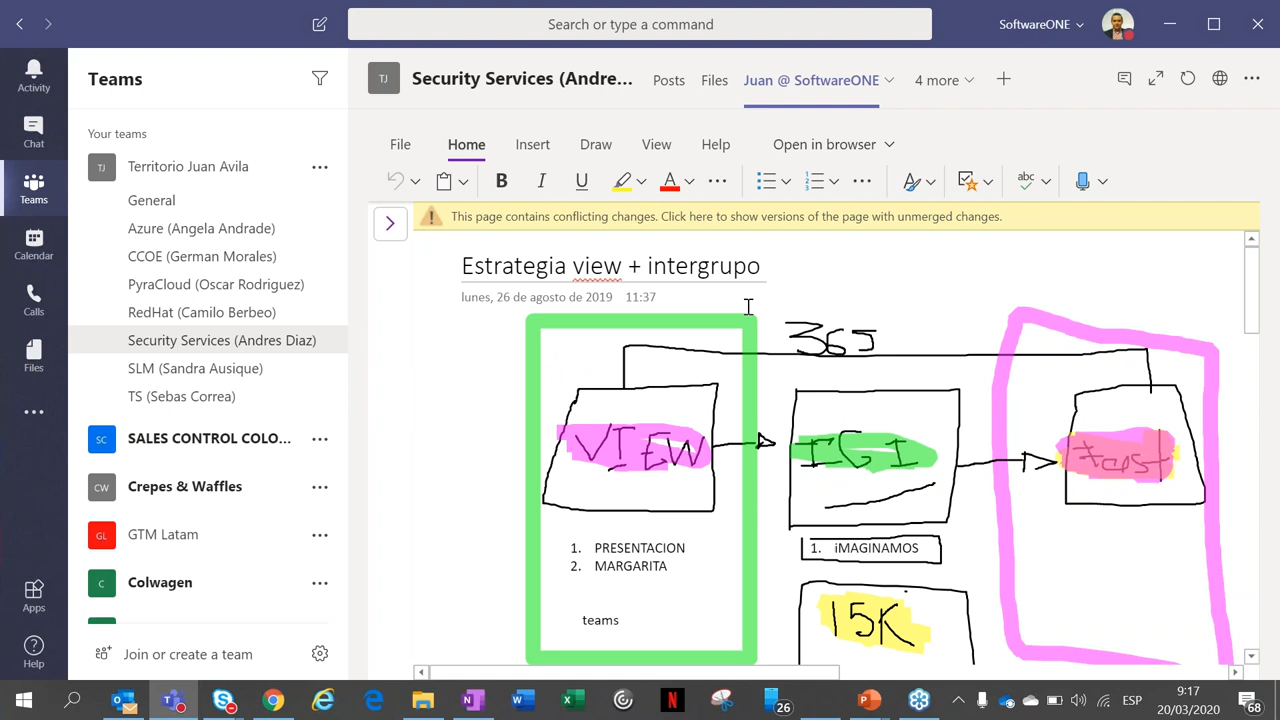 Search or type a command
SoftwareONE
Activity
Chat
Teams
Calendar
Calls
Files
Apps
Help
Teams
Your teams
TJ
Territorio Juan Avila
General
Azure (Angela Andrade)
CCOE (German Morales)
PyraCloud (Oscar Rodriguez)
RedHat (Camilo Berbeo)
Security Services (Andres Diaz)
SLM (Sandra Ausique)
TS (Sebas Correa)
SC
SALES CONTROL COLO...
CW
Crepes & Waffles
GL
GTM Latam
C
Colwagen
Join or create a team
TJ
Security Services (Andre...
Posts
Files
Juan @ SoftwareONE
4 more
File
Home
Insert
Draw
View
Help
Open in browser
B
I
U
A
abc
This page contains conflicting changes. Click here to show versions of the page with unmerged changes.
Estrategia view + intergrupo
lunes, 26 de agosto de 2019 11:37
365
VIEW
IGI
1. PRESENTACION
2. MARGARITA
teams
1. iMAGINAMOS
15K
26
ESP
9:17
20/03/2020
68